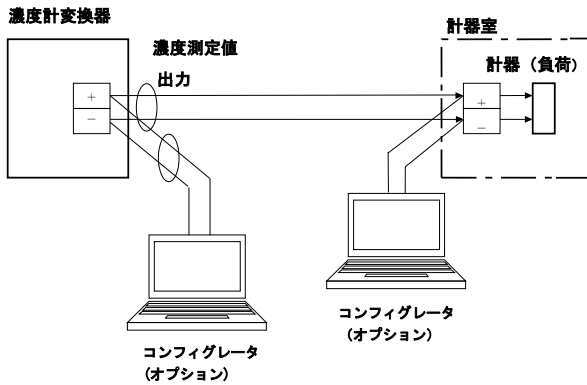 濃度計変換器
濃度測定値
出力
計器室
計器（負荷）
+
−
+
−
コンフィグレータ
(オプション)
コンフィグレータ
(オプション)